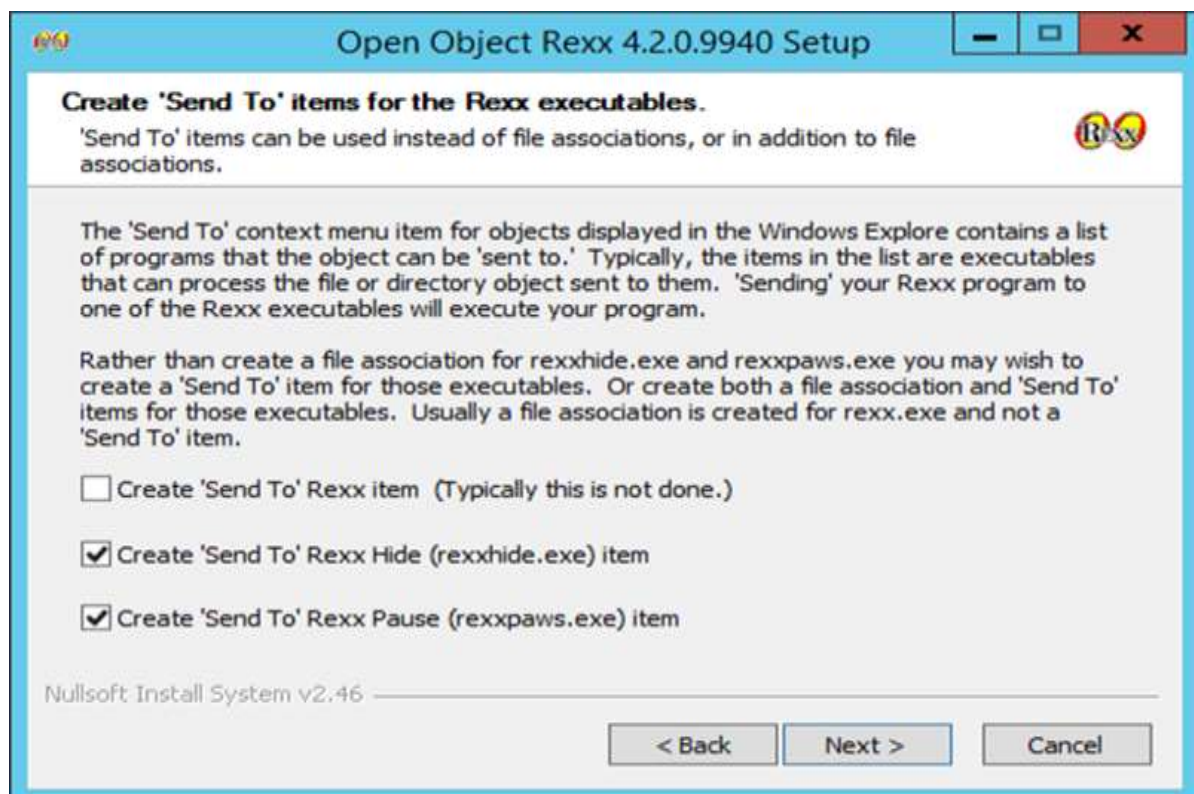 Open Object Rexx 4.2.0.9940 Setup
Create 'Send To' items for the Rexx executables.
'Send To' items can be used instead of file associations, or in addition to file
associations.
Rexx
The 'Send To' context menu item for objects displayed in the Windows Explore contains a list
of programs that the object can be 'sent to.' Typically, the items in the list are executables
that can process the file or directory object sent to them. 'Sending' your Rexx program to
one of the Rexx executables will execute your program.
Rather than create a file association for rexxhide.exe and rexxpaws.exe you may wish to
create a 'Send To' item for those executables. Or create both a file association and 'Send To'
items for those executables. Usually a file association is created for rexx.exe and not a
'Send To' item.
Create 'Send To' Rexx item (Typically this is not done.)
Create 'Send To' Rexx Hide (rexxhide.exe) item
Create 'Send To' Rexx Pause (rexxpaws.exe) item
Nullsoft Install System v2.46
< Back
Next >
Cancel